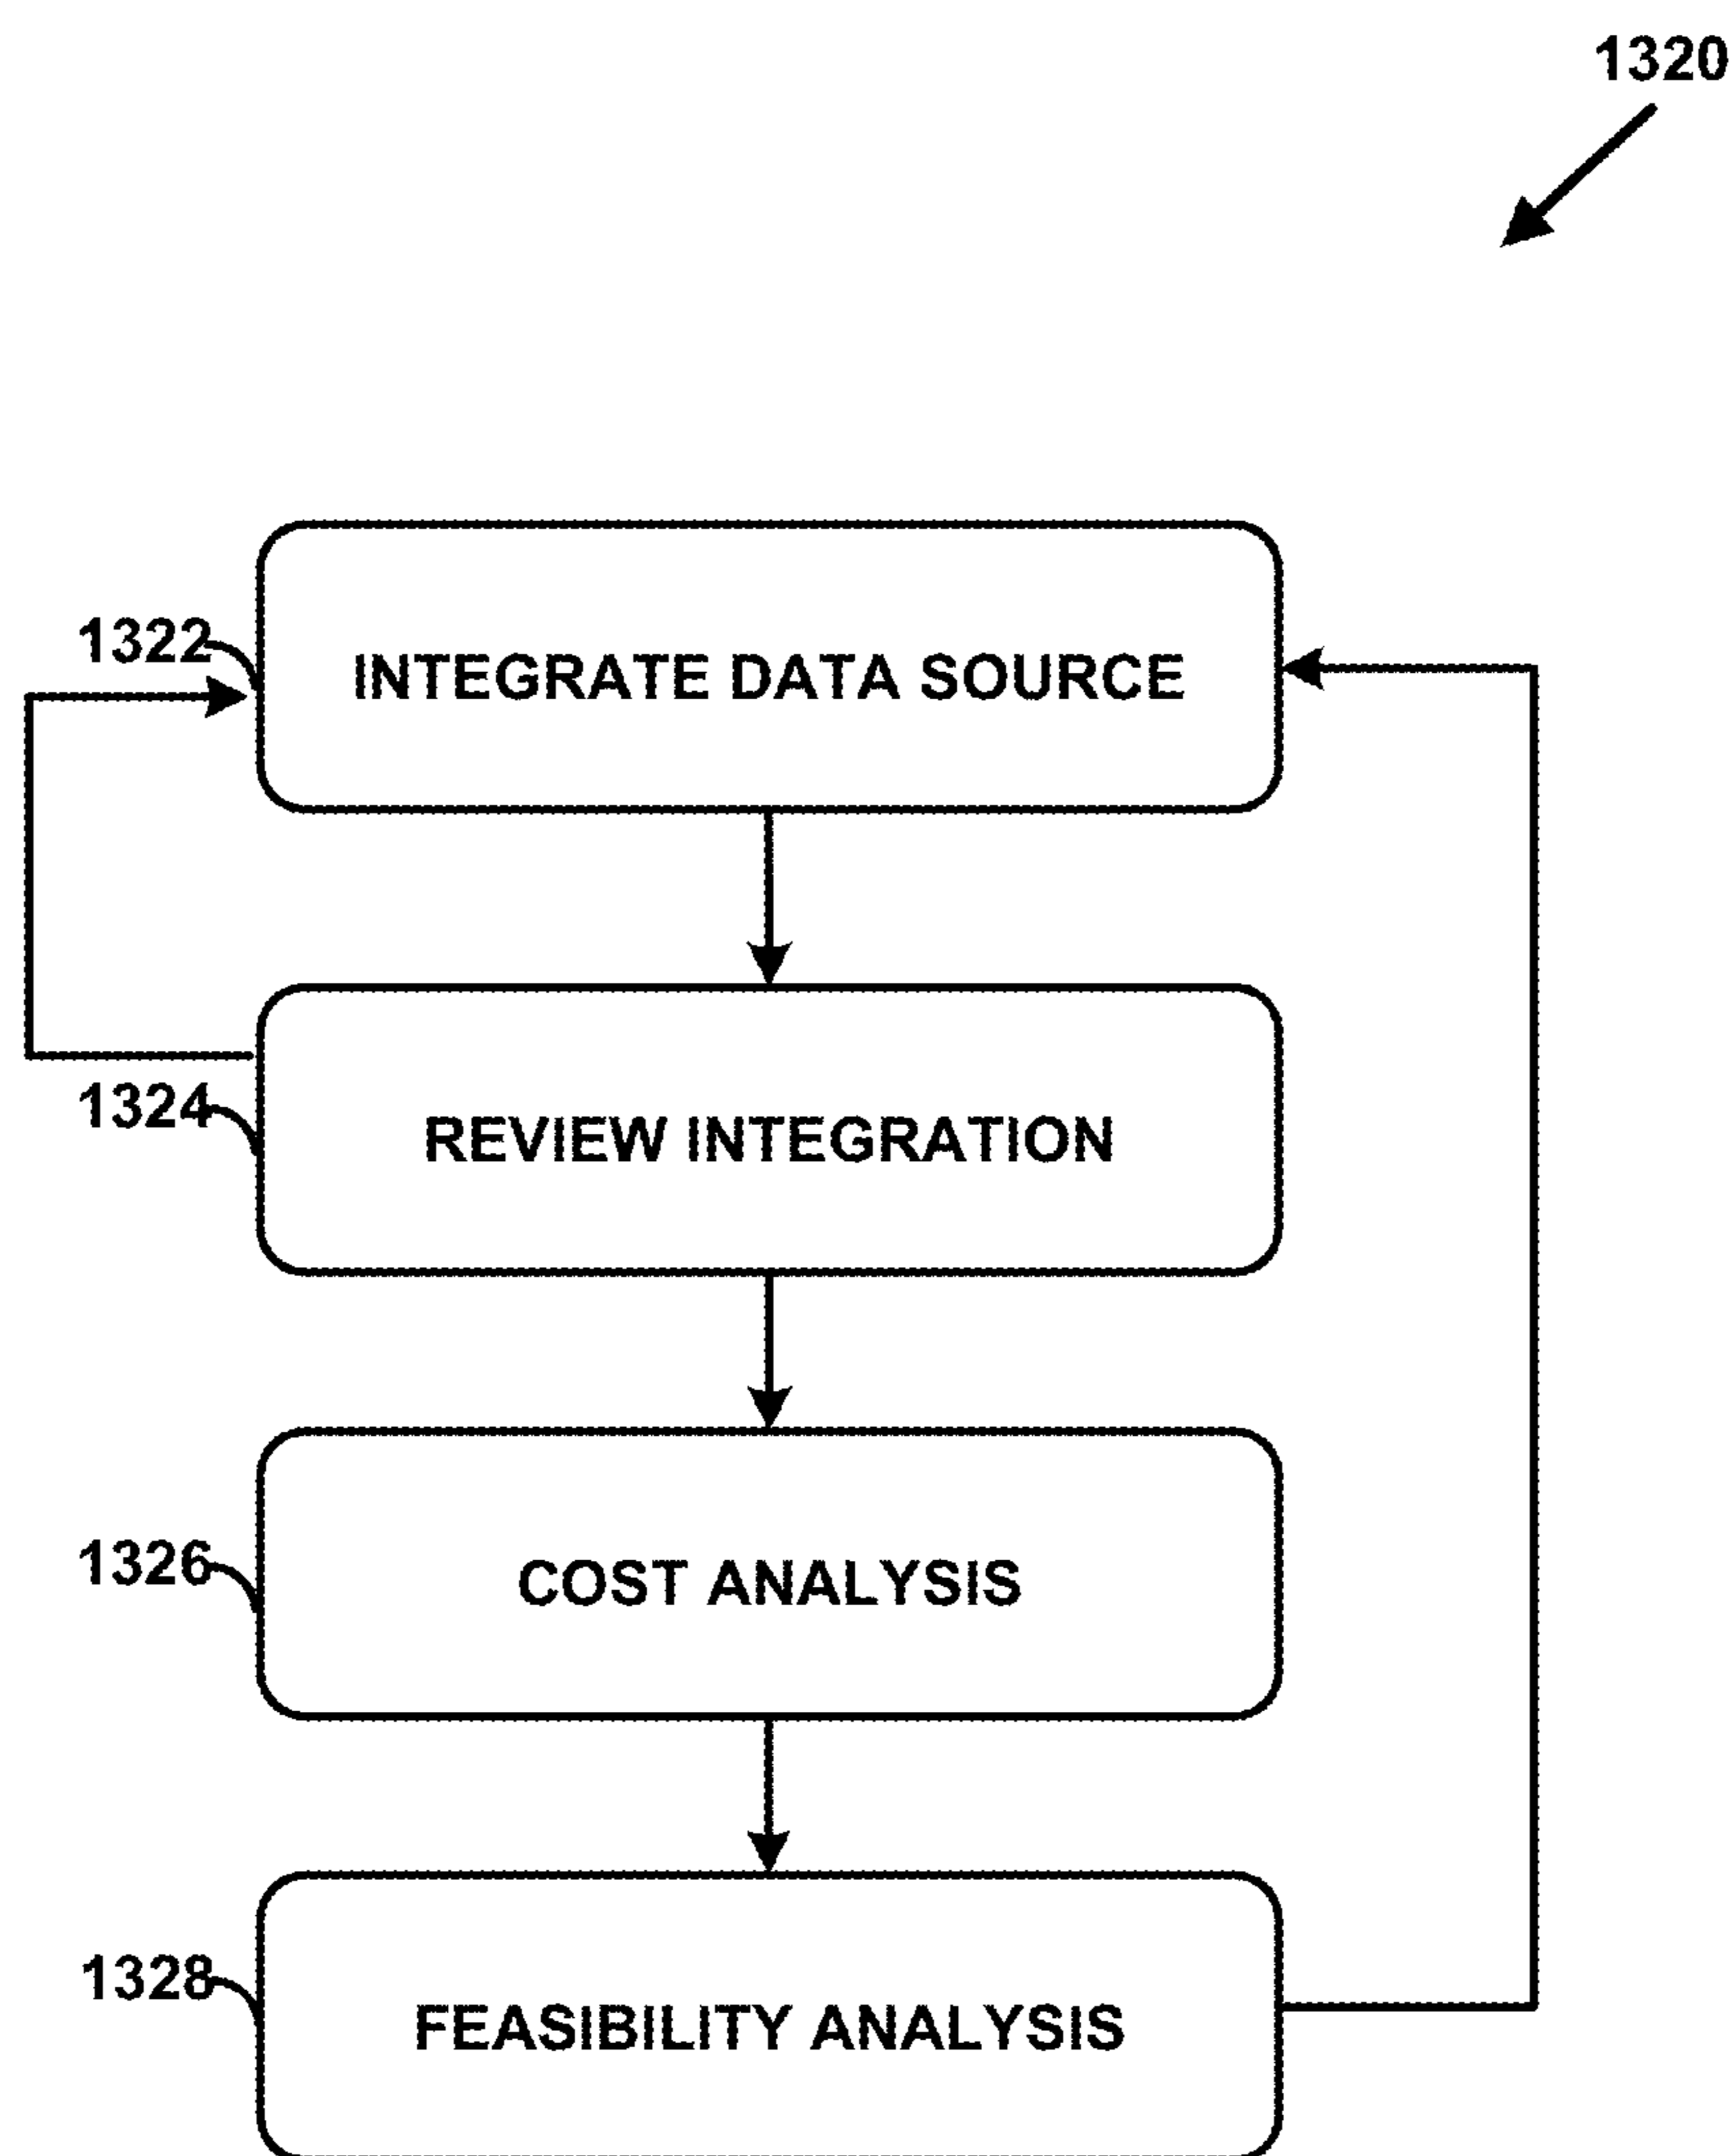 1320
1322
INTEGRATE DATA SOURCE
1324
REVIEW INTEGRATION
1326
COST ANALYSIS
1328
FEASIBILITY ANALYSIS